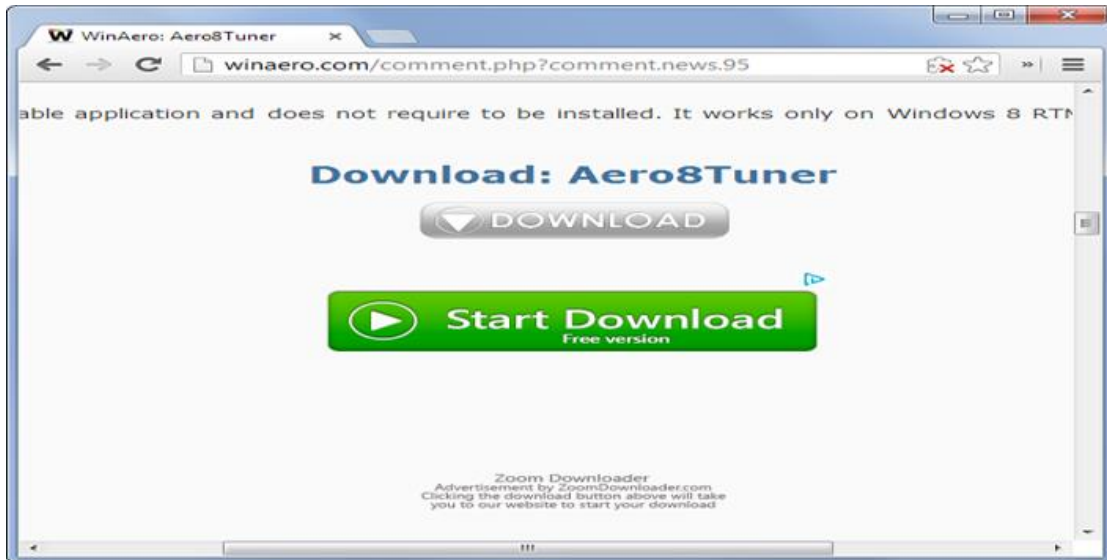 WinAero: Aero8Tuner
winaero.com/comment.php?comment.news.95
able application and does not require to be installed. It works only on Windows 8 RTM
Download: Aero8Tuner
DOWNLOAD
Start Download
Free version
Zoom Downloader
Advertisement by ZoomDownloader.com
Clicking the download button above will take
you to our website to start your download